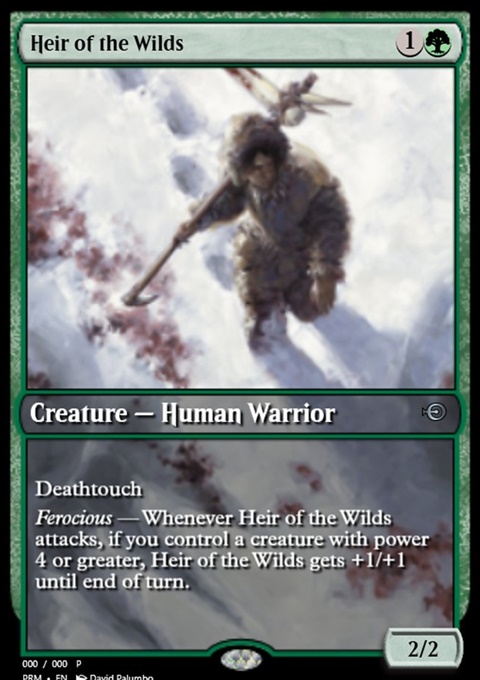 Heir of the Wilds 1
Creature — Human Warrior
Deathtouch
Ferocious — Whenever Heir of the Wilds
attacks, if you control a creature with power
4 or greater, Heir of the Wilds gets +1/+1
until end of turn.
2/2
000 / 000 P
PRM • EN David Palumbo